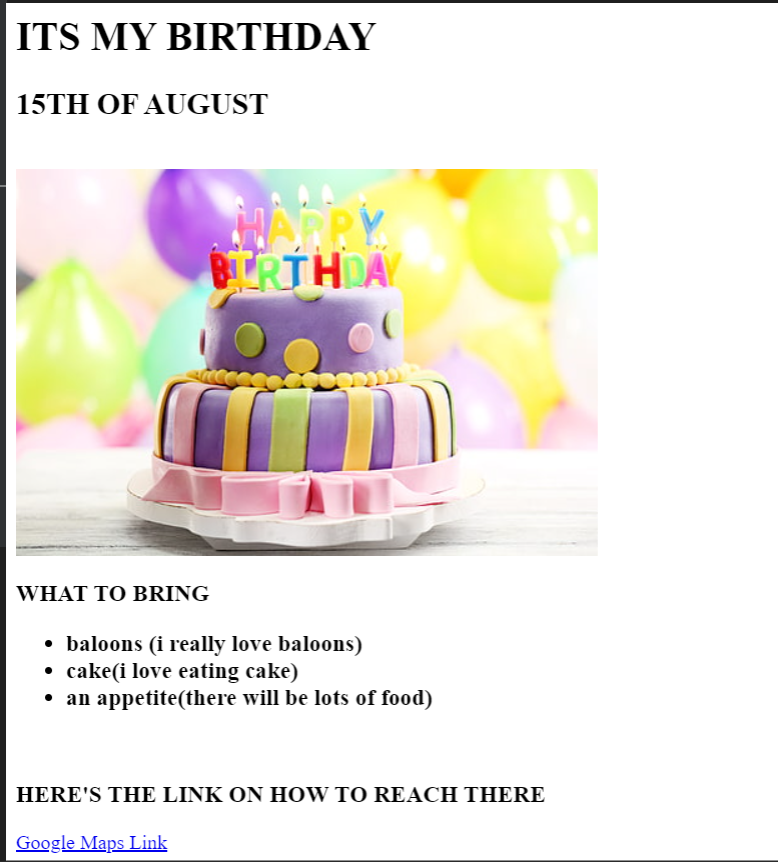 ITS MY BIRTHDAY
15TH OF AUGUST
HAPPY
BIRTHDAY
WHAT TO BRING
baloons (i really love baloons)
cake(i love eating cake)
an appetite(there will be lots of food)
HERE'S THE LINK ON HOW TO REACH THERE
Google Maps Link